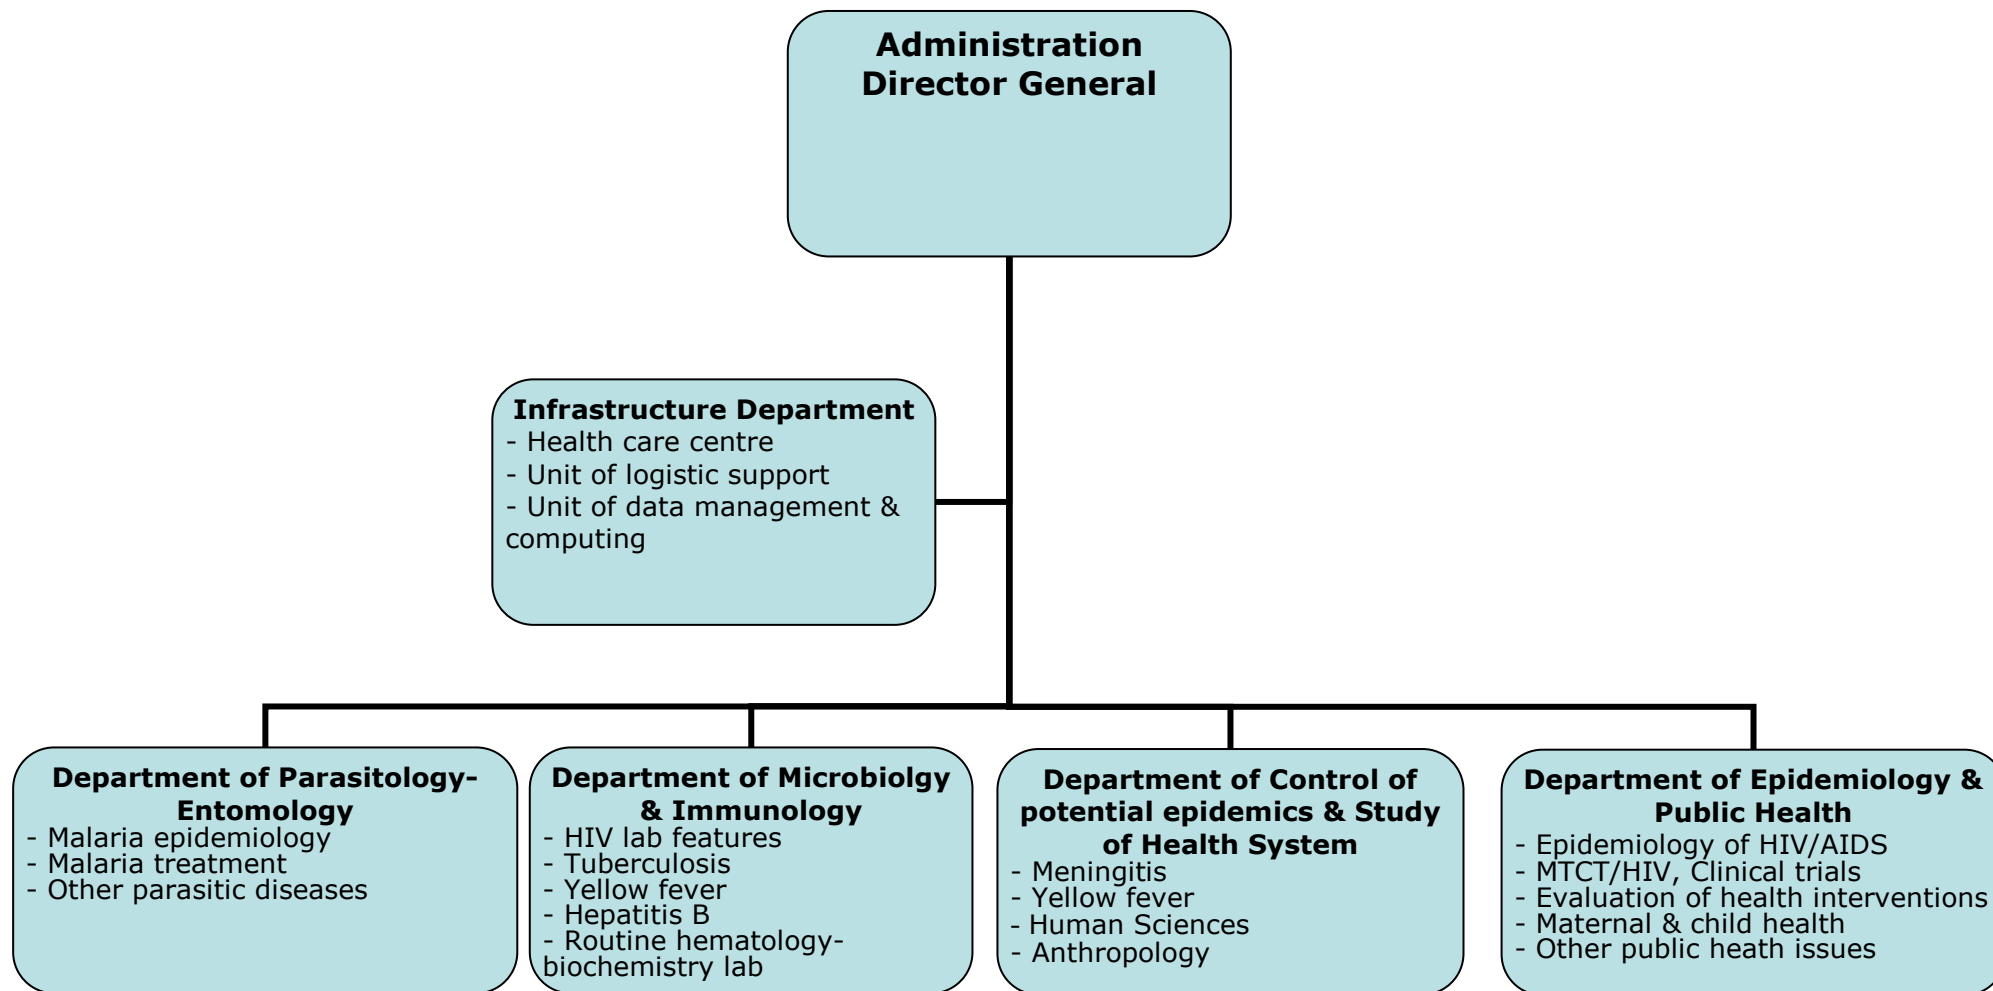 Administration
Director General
Infrastructure Department
- Health care centre
- Unit of logistic support
- Unit of data management &
computing
Department of Parasitology-
Entomology
- Malaria epidemiology
- Malaria treatment
- Other parasitic diseases
Department of Microbiolgy
& Immunology
- HIV lab features
- Tuberculosis
- Yellow fever
- Hepatitis B
- Routine hematology-
biochemistry lab
Department of Control of
potential epidemics & Study
of Health System
- Meningitis
- Yellow fever
- Human Sciences
- Anthropology
Department of Epidemiology &
Public Health
- Epidemiology of HIV/AIDS
- MTCT/HIV, Clinical trials
- Evaluation of health interventions
- Maternal & child health
- Other public heath issues